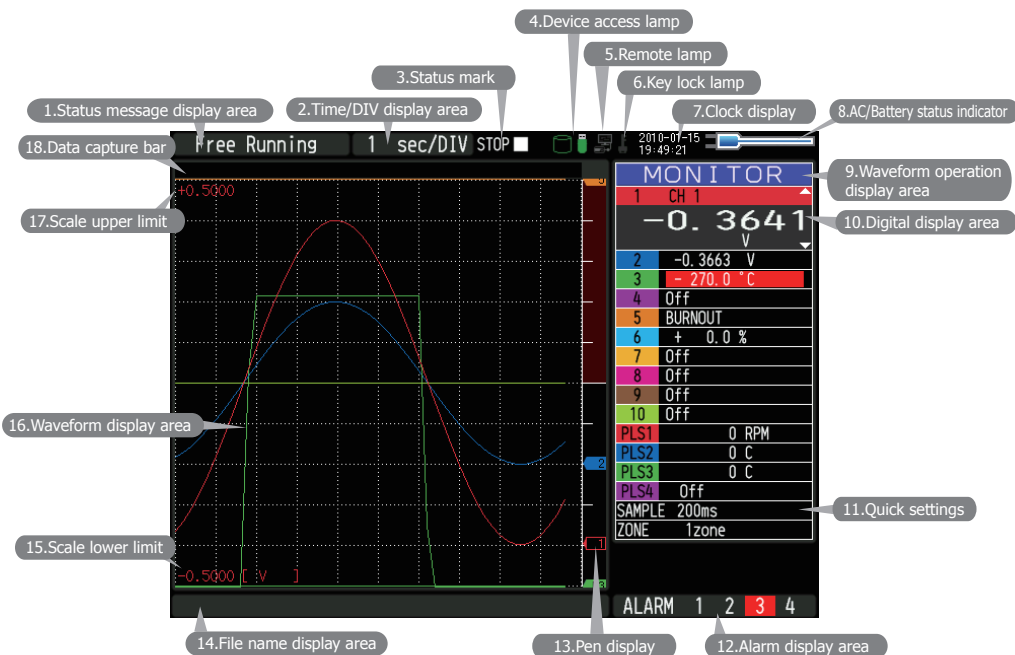 4.Device access lamp
5.Remote lamp
3.Status mark
6.Key lock lamp
1.Status message display area
2.Time/DIV display area
7.Clock display
8.AC/Battery status indicator
18.Data capture bar
Free Running
1 sec/DIV
STOP
2010-01-15
19:49:21
MONITOR
9.Waveform operation
display area
+0.5000
5
1 CH 1
17.Scale upper limit
-0.3641
V
10.Digital display area
2 -0.3663 V
3 - 270.0 °C
4 Off
5 BURNOUT
6 + 0.0 %
7 Off
8 Off
9 Off
10 Off
16.Waveform display area
PLS1 0 RPM
PLS2 0 C
2
PLS3 0 C
PLS4 Off
SAMPLE 200ms
11.Quick settings
ZONE 1zone
15.Scale lower limit
1
-0.5000 [ V ]
3
ALARM 1 2 3 4
14.File name display area
13.Pen display
12.Alarm display area